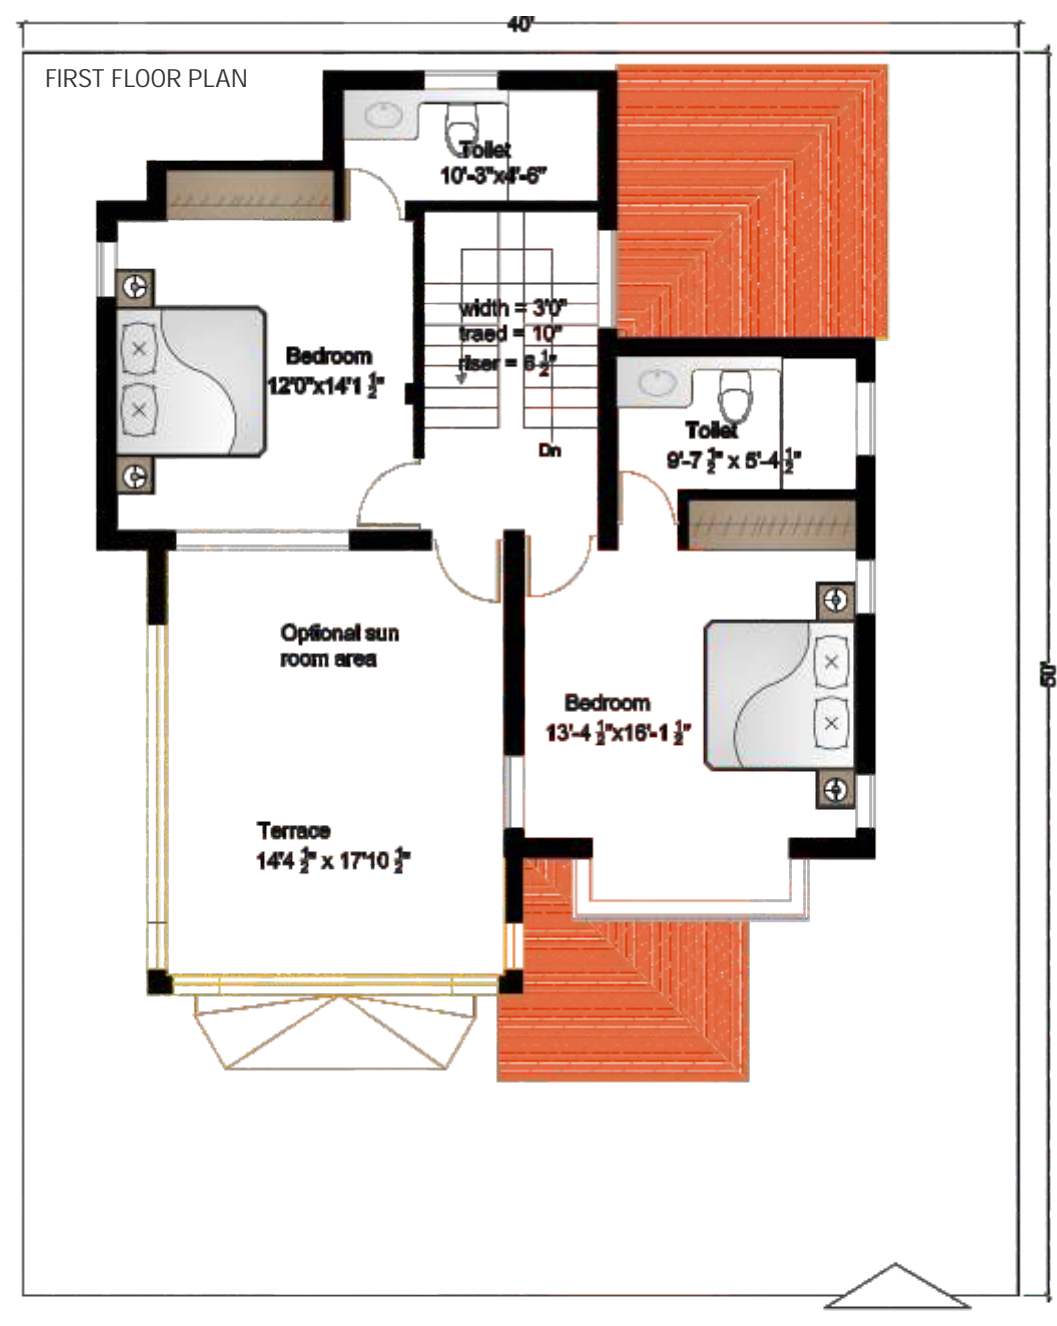 40'
FIRST FLOOR PLAN
Toilet
10'-3"x4'-6"
width = 3'0"
traed = 10"
riser = 6 1/2"
Bedroom
12'0"x14'1 1/2"
Dn
Toilet
9'-7 1/2" x 5'-4 1/2"
Optional sun
room area
50'
Bedroom
13'-4 1/2"x16'-1 1/2"
Terrace
14'4 1/2" x 17'10 1/2"